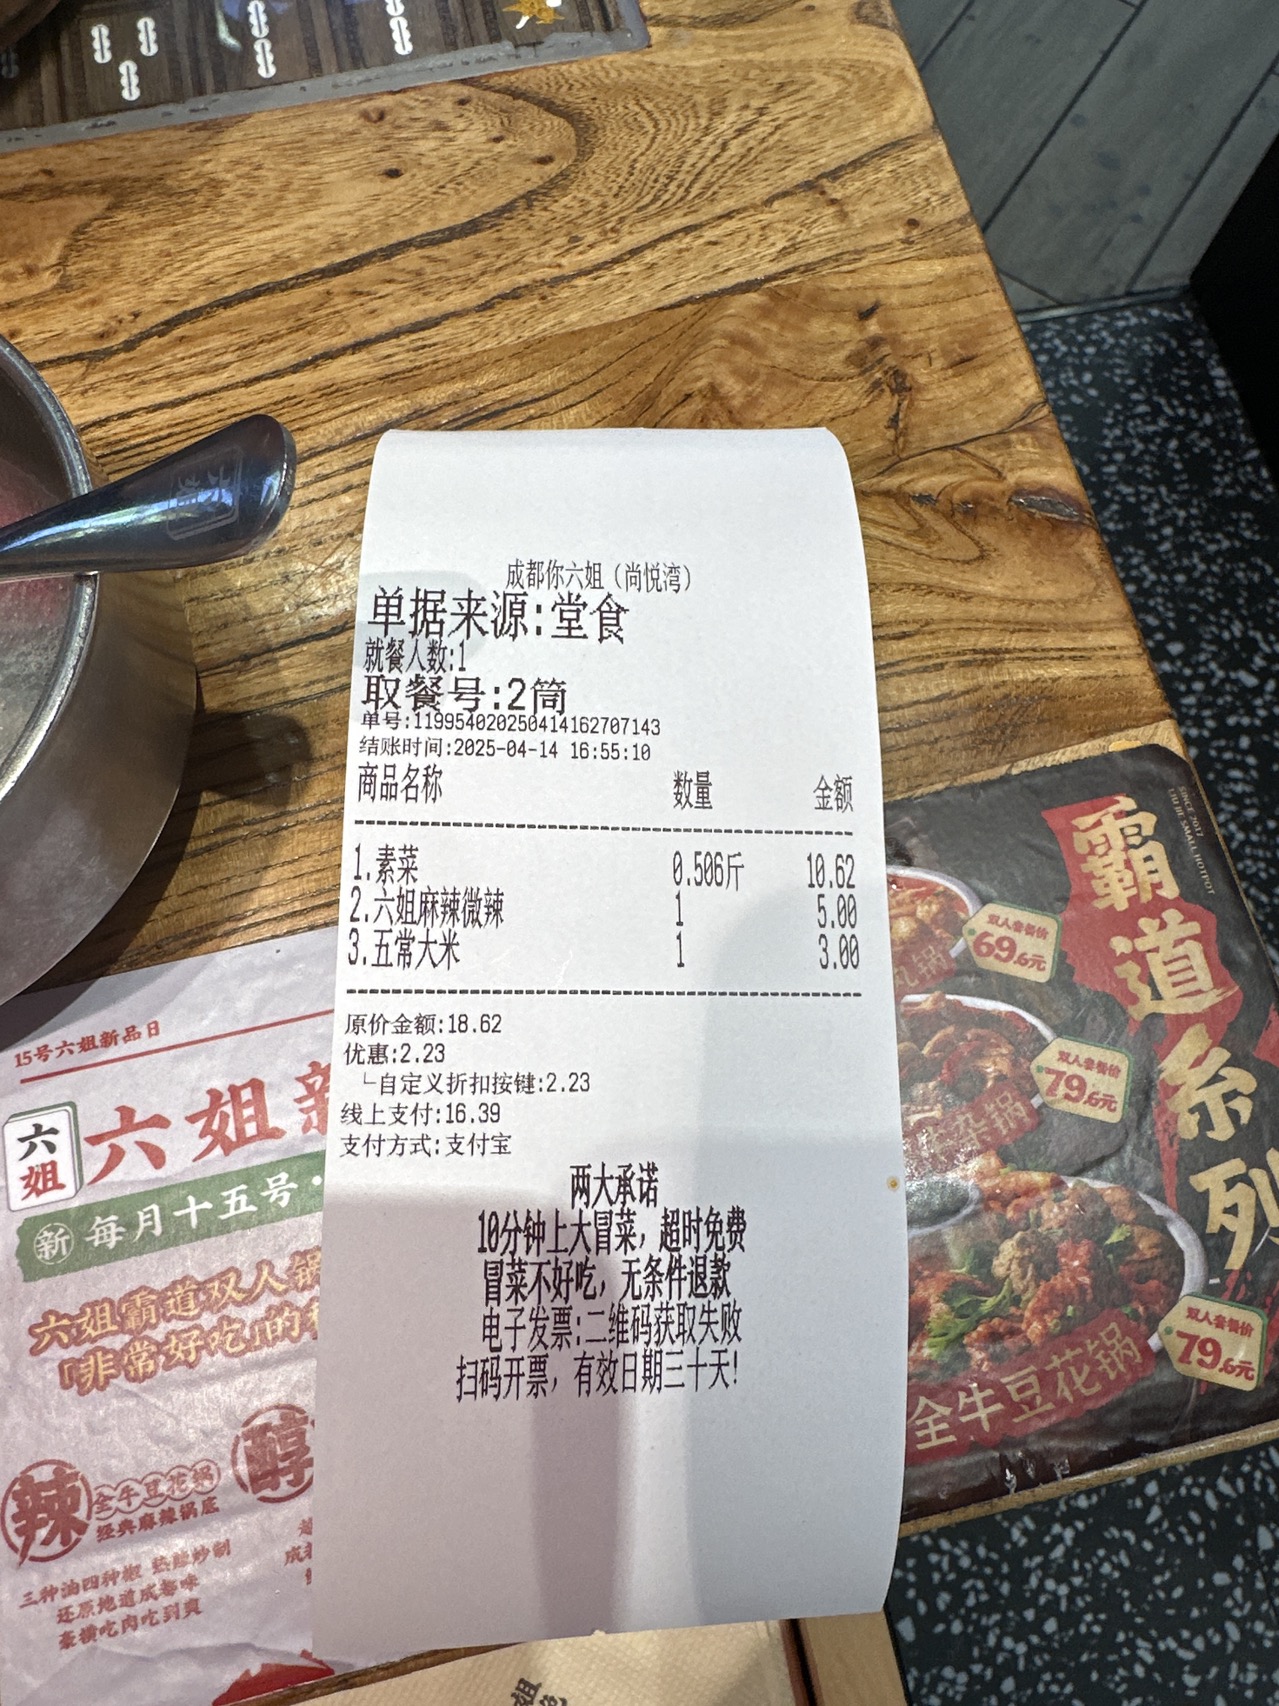 成都你六姐（尚悦湾）
单据来源:堂食
就餐人数:1
取餐号:2筒
单号:119954020250414162707143
结账时间:2025-04-14 16:55:10
商品名称 数量 金额
1.素菜 0.506斤 10.62
2.六姐麻辣微辣 1 5.00
3.五常大米 1 3.00
原价金额:18.62
优惠:2.23
└自定义折扣按键:2.23
线上支付:16.39
支付方式:支付宝
两大承诺
10分钟上大冒菜，超时免费
冒菜不好吃，无条件退款
电子发票:二维码获取失败
扫码开票，有效日期三十天!
15号六姐新品日
六姐
六姐新
新 每月十五号·
六姐霸道双人锅
「非常好吃」的
辣
全牛豆花锅
经典麻辣锅底
醇
三种油四种椒 热炒
还原地道成都味
豪横吃肉吃到爽
霸道系列
SINCE 2017
LIU JIE SMALL HOTPOT
双人套餐价
69.6元
双人套餐价
79.6元
杂锅
双人套餐价
79.6元
全牛豆花锅
姐